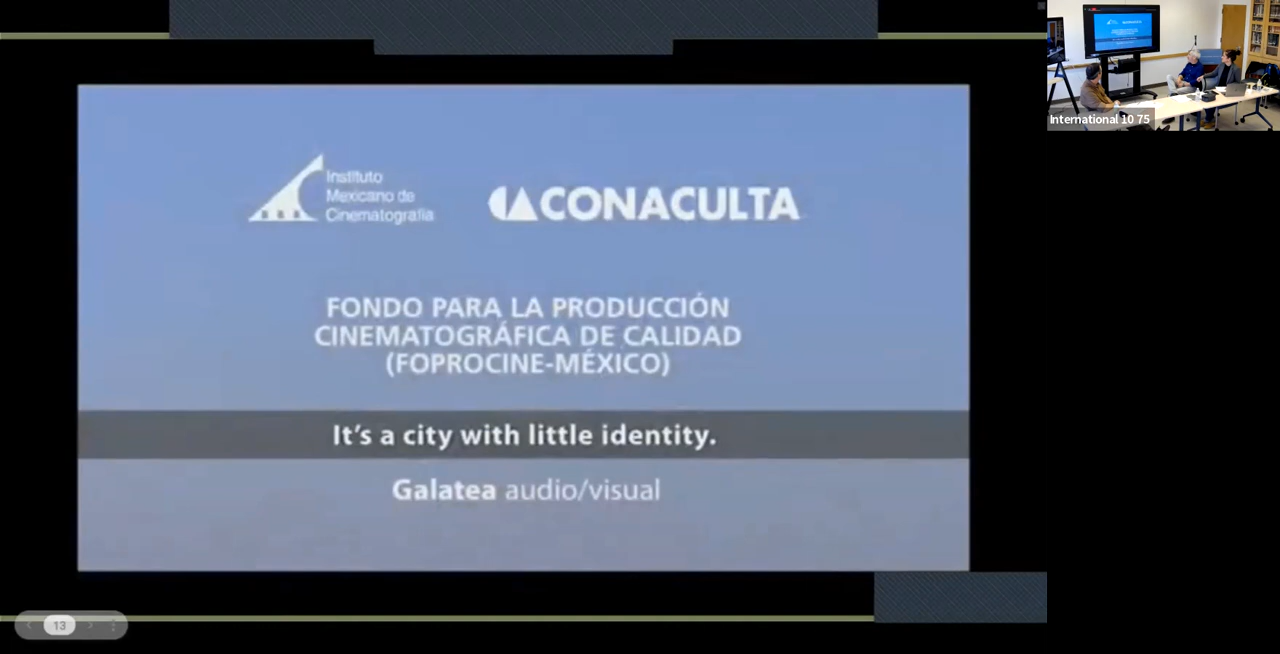 Instituto
Mexicano de
Cinematografía
CONACULTA
FONDO PARA LA PRODUCCIÓN
CINEMATOGRÁFICA DE CALIDAD
(FOPROCINE-MÉXICO)
It's a city with little identity.
Galatea audio/visual
13
International 10 75